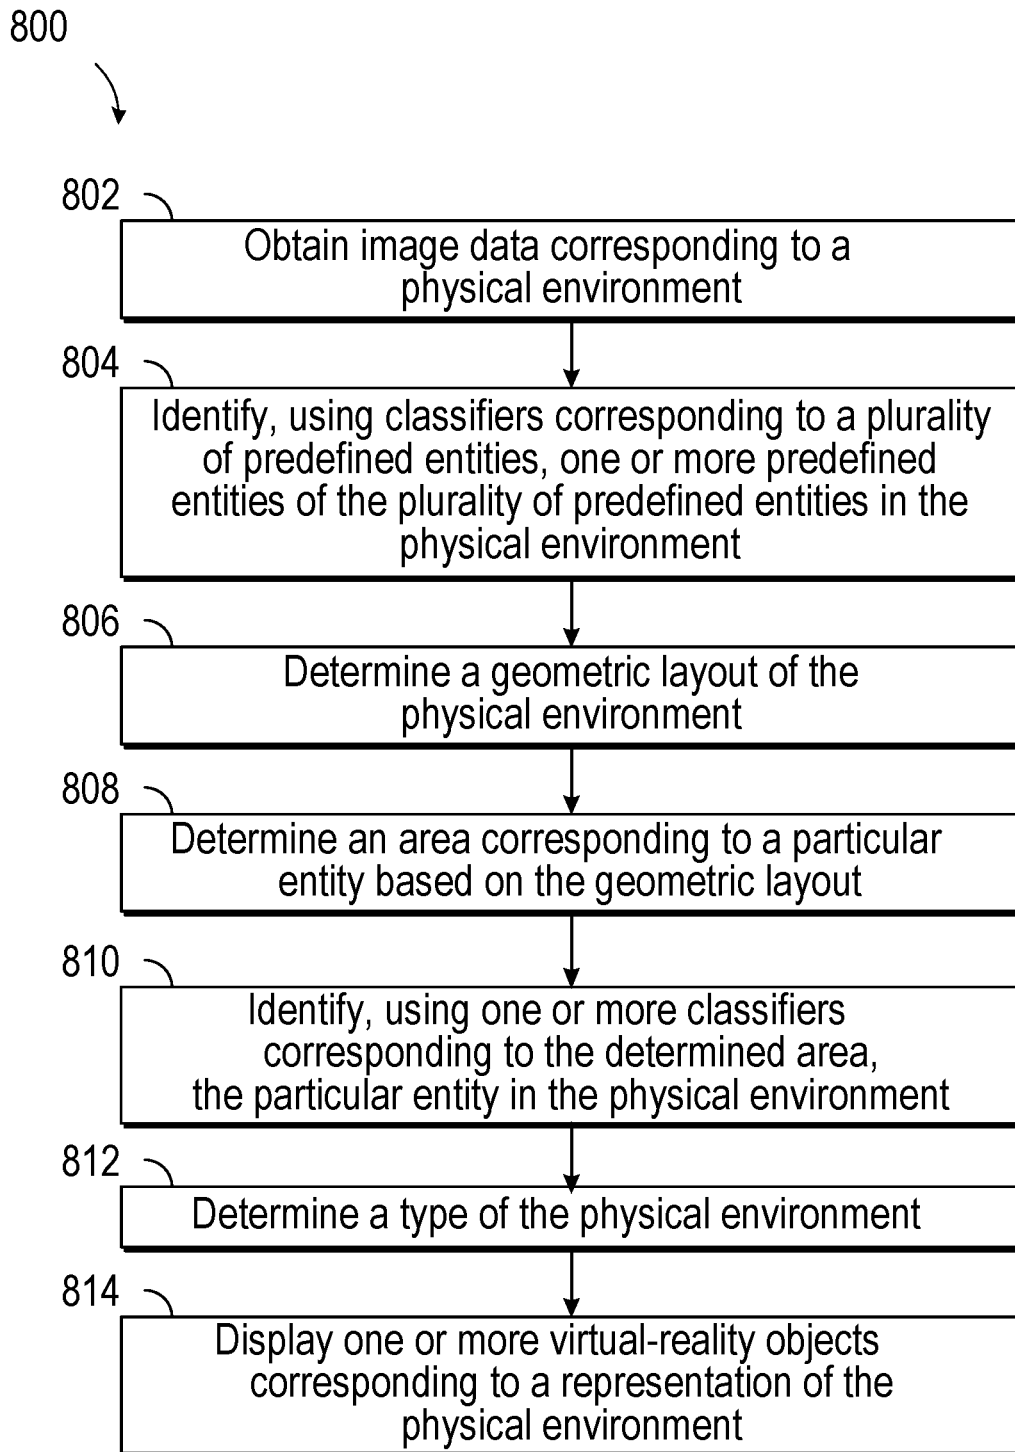 800
802
Obtain image data corresponding to a
physical environment
804
Identify, using classifiers corresponding to a plurality
of predefined entities, one or more predefined
entities of the plurality of predefined entities in the
physical environment
806
Determine a geometric layout of the
physical environment
808
Determine an area corresponding to a particular
entity based on the geometric layout
810
Identify, using one or more classifiers
corresponding to the determined area,
the particular entity in the physical environment
812
Determine a type of the physical environment
814
Display one or more virtual-reality objects
corresponding to a representation of the
physical environment